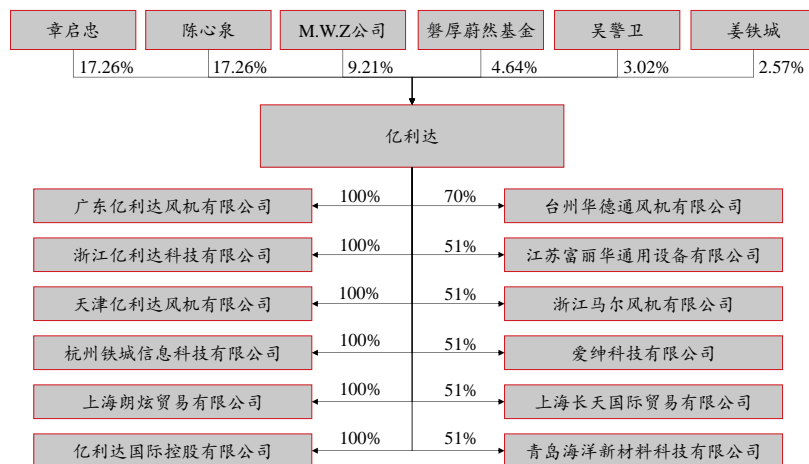 章启忠 陈心泉 M.W.Z公司 磐厚蔚然基金 吴警卫 姜铁城
17.26% 17.26% 9.21% 4.64% 3.02% 2.57%
亿利达
广东亿利达风机有限公司 100% 70% 台州华德通风机有限公司
浙江亿利达科技有限公司 100% 51% 江苏富丽华通用设备有限公司
天津亿利达风机有限公司 100% 51% 浙江马尔风机有限公司
杭州铁城信息科技有限公司 100% 51% 爱绅科技有限公司
上海朗炫贸易有限公司 100% 51% 上海长天国际贸易有限公司
亿利达国际控股有限公司 100% 51% 青岛海洋新材料科技有限公司